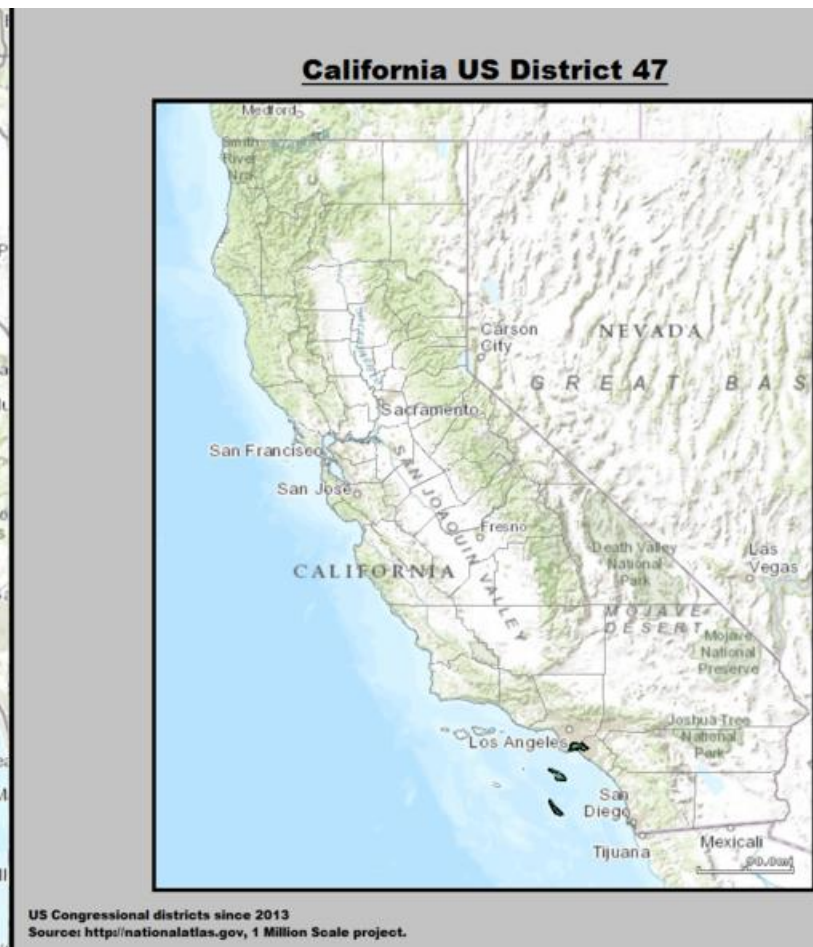 California US District 47
Medford
Smith
River
Nra
Carson
City
NEVADA
GREAT BAS
Sacramento
San Francisco
SAN JOAQUIN VALLEY
San Jose
Fresno
Death Valley
National
Park
Las
Vegas
CALIFORNIA
MOJAVE
DESERT
Mojave
National
Preserve
Joshua Tree
National
Park
Los Angeles
San
Diego
Tijuana
Mexicali
90.0mi
US Congressional districts since 2013
Source: http://nationalatlas.gov, 1 Million Scale project.